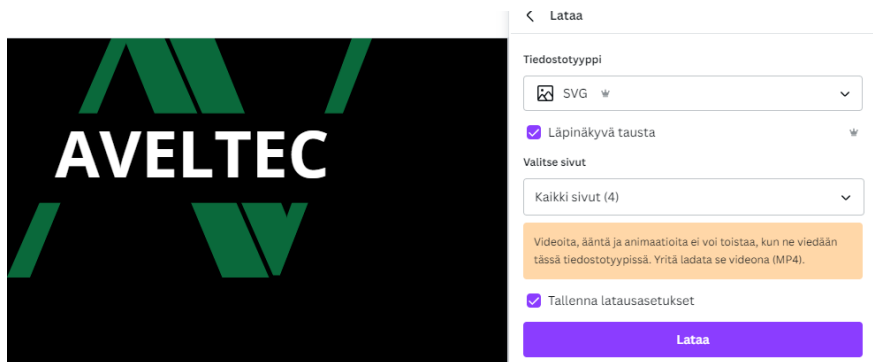 AVELTEC
Lataa
Tiedostotyyppi
SVG
Läpinäkyvä tausta
Valitse sivut
Kaikki sivut (4)
Videoita, ääntä ja animaatioita ei voi toistaa, kun ne viedään
tässä tiedostotyypissä. Yritä ladata se videona (MP4).
Tallenna latausasetukset
Lataa